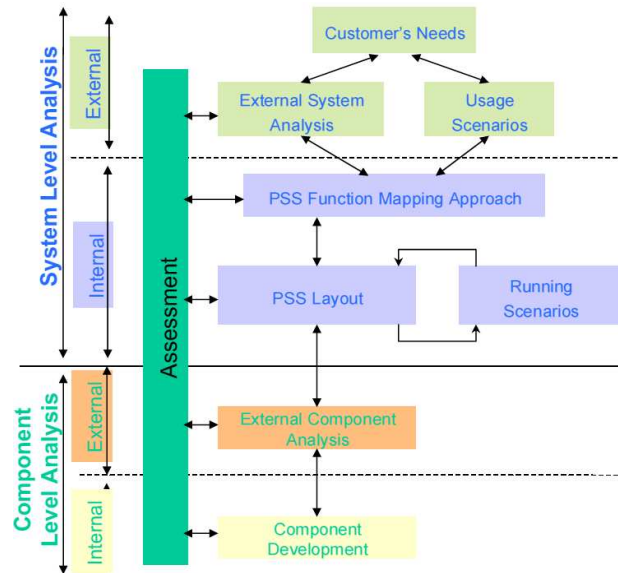 Customer's Needs
External System
Analysis
Usage
Scenarios
PSS Function Mapping Approach
PSS Layout
Running
Scenarios
External Component
Analysis
Component
Development
Assessment
System Level Analysis
External
Internal
Component
Level Analysis
External
Internal